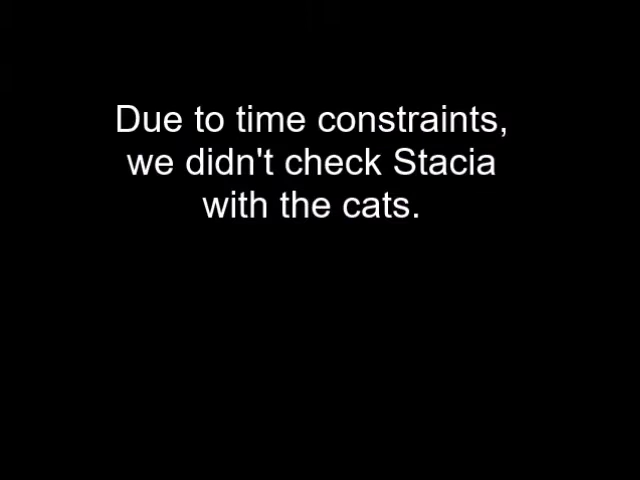 Due to time constraints,
we didn't check Stacia
with the cats.